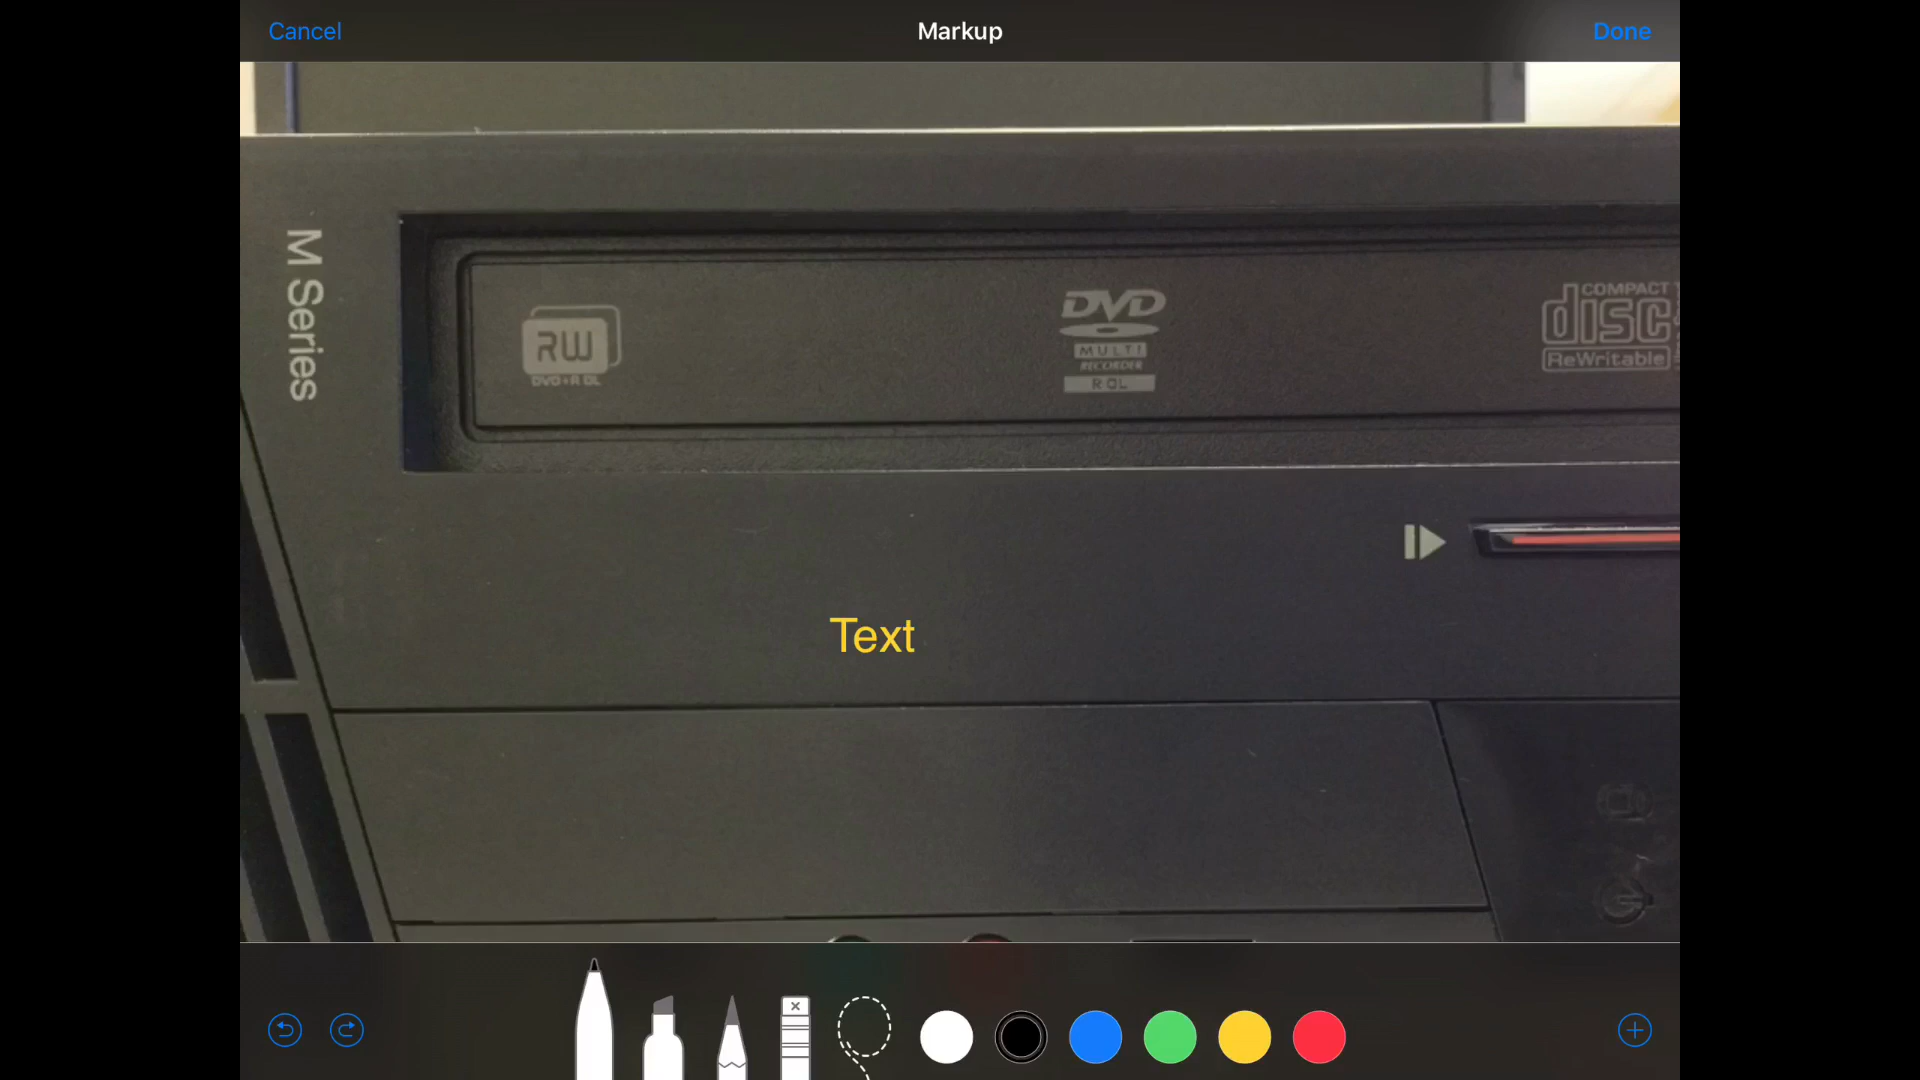 Cancel
Markup
Done
M Series
RW
DVD+R DL
DVD
MULTI
RECORDER
R DL
COMPACT
disc
ReWritable
Text